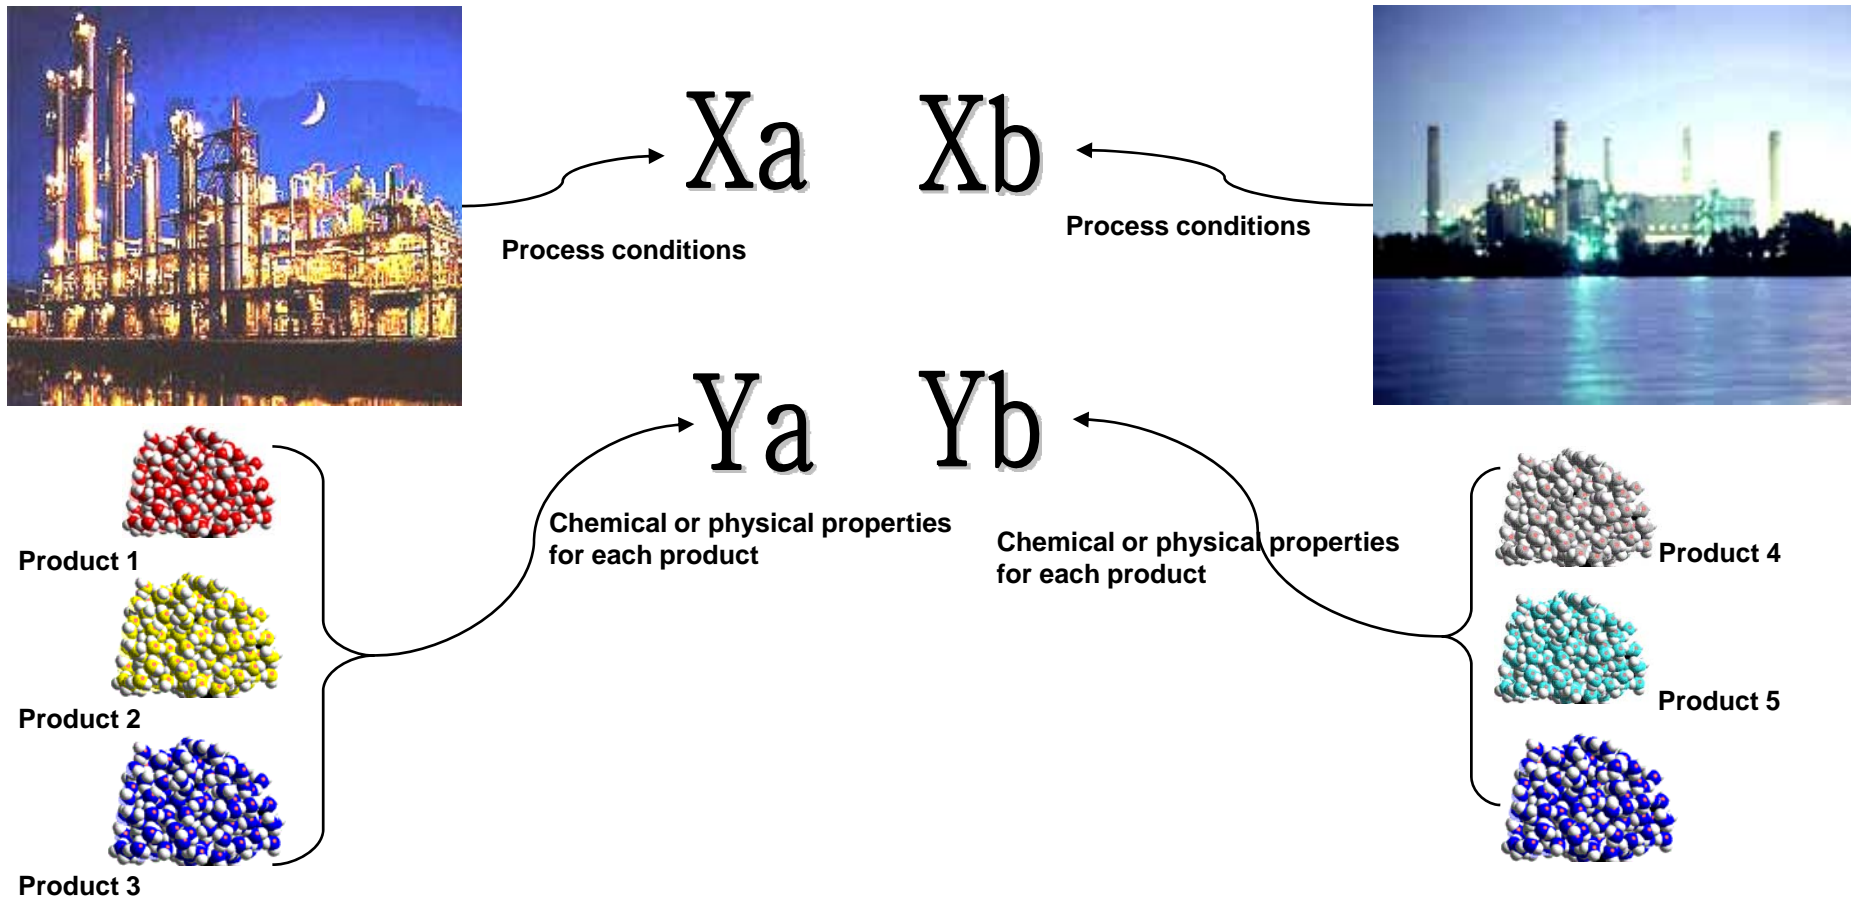 Xa
Xb
Process conditions
Process conditions
Ya
Yb
Chemical or physical properties
for each product
Chemical or physical properties
for each product
Product 1
Product 2
Product 3
Product 4
Product 5